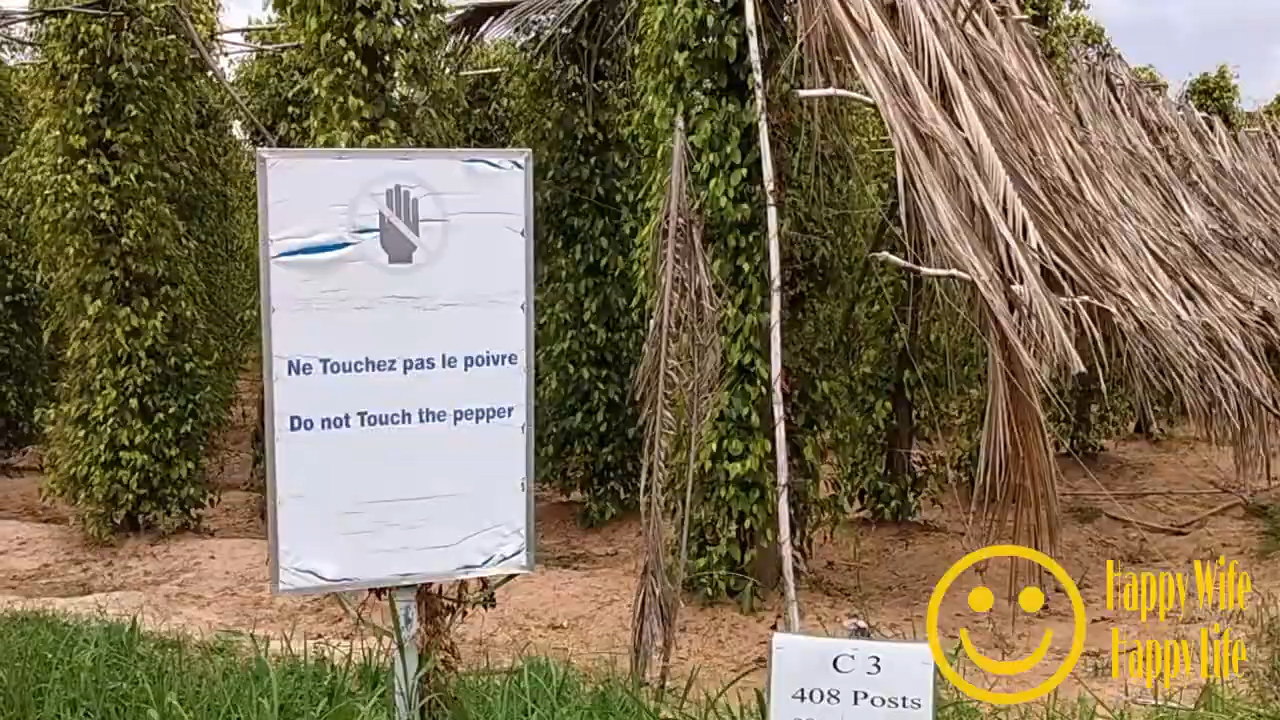 Ne Touchez pas le poivre
Do not Touch the pepper
C 3
408 Posts
Happy Wife
Happy Life